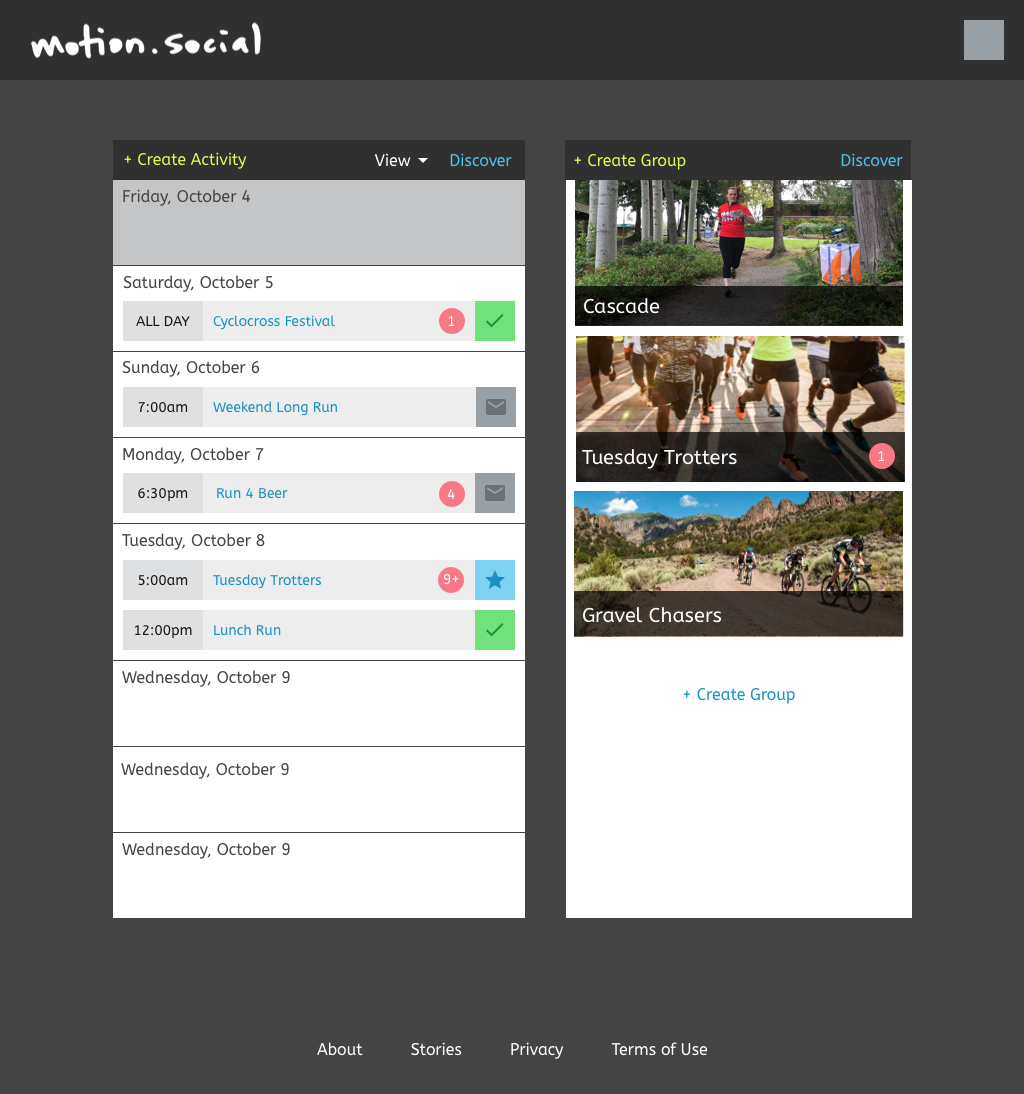 motion.social
+ Create Activity View Discover
Friday, October 4
Saturday, October 5
ALL DAY Cyclocross Festival 1
Sunday, October 6
7:00am Weekend Long Run
Monday, October 7
6:30pm Run 4 Beer 4
Tuesday, October 8
5:00am Tuesday Trotters 9+
12:00pm Lunch Run
Wednesday, October 9
Wednesday, October 9
Wednesday, October 9
+ Create Group Discover
Cascade
Tuesday Trotters 1
Gravel Chasers
+ Create Group
About Stories Privacy Terms of Use